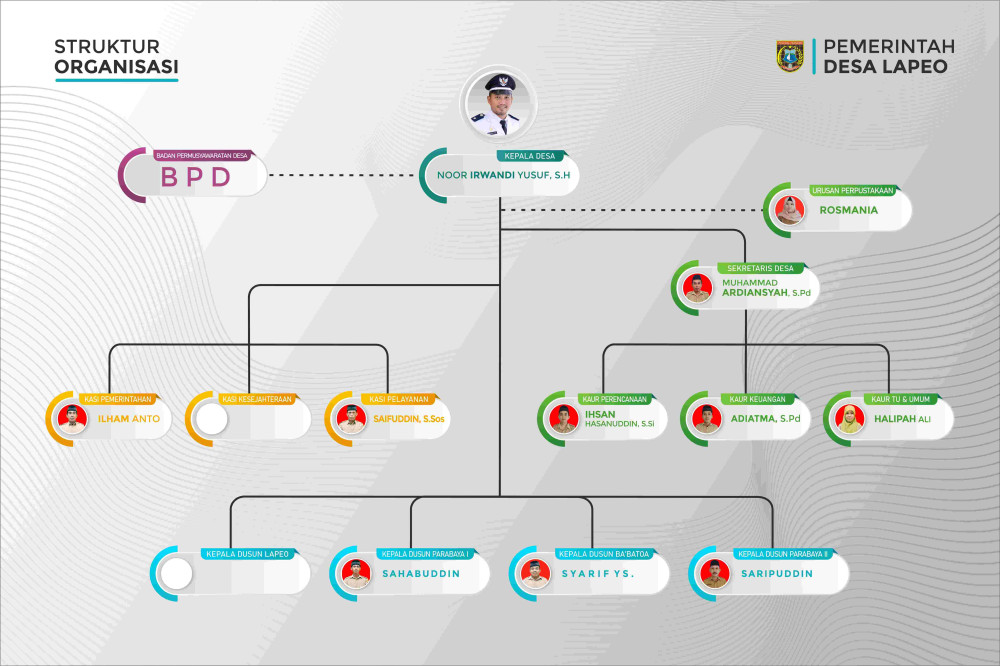 STRUKTUR
ORGANISASI
PEMERINTAH
DESA LAPEO
BADAN PERMUSYAWARATAN DESA
BPD
KEPALA DESA
NOOR IRWANDI YUSUF, S.H
URUSAN PERPUSTAKAAN
ROSMANIA
SEKRETARIS DESA
MUHAMMAD
ARDIANSYAH, S.Pd
KASI PEMERINTAHAN
ILHAM ANTO
KASI KESEJAHTERAAN
KASI PELAYANAN
SAIFUDDIN, S.Sos
KAUR PERENCANAAN
IHSAN
HASANUDDIN, S.Si
KAUR KEUANGAN
ADIATMA, S.Pd
KAUR TU & UMUM
HALIPAH ALI
KEPALA DUSUN LAPEO
KEPALA DUSUN PARABAYA I
SAHABUDDIN
KEPALA DUSUN BA'BATOA
SYARIF YS.
KEPALA DUSUN PARABAYA II
SARIPUDDIN